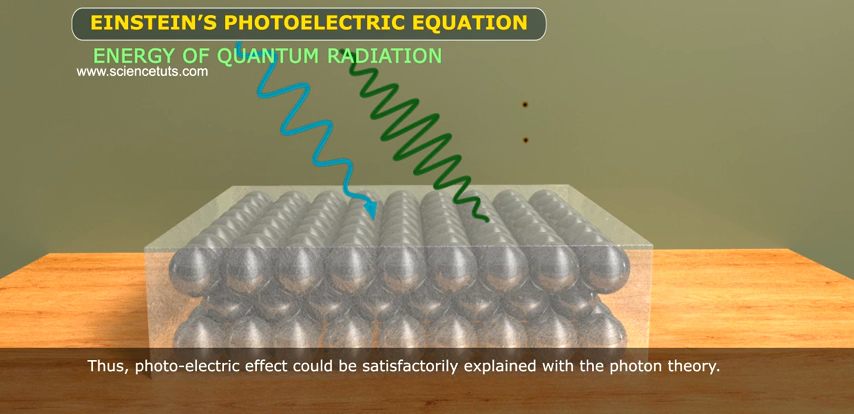 EINSTEIN'S PHOTOELECTRIC EQUATION
ENERGY OF QUANTUM RADIATION
www.sciencetuts.com
Thus, photo-electric effect could be satisfactorily explained with the photon theory.